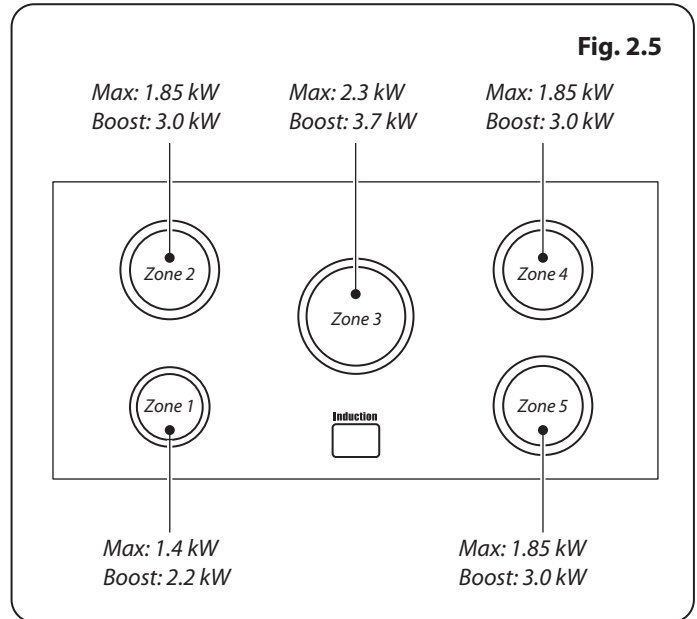 Fig. 2.5
Max: 1.85 kW
Boost: 3.0 kW
Max: 2.3 kW
Boost: 3.7 kW
Max: 1.85 kW
Boost: 3.0 kW
Zone 2
Zone 3
Zone 4
Zone 1
Induction
Zone 5
Max: 1.4 kW
Boost: 2.2 kW
Max: 1.85 kW
Boost: 3.0 kW